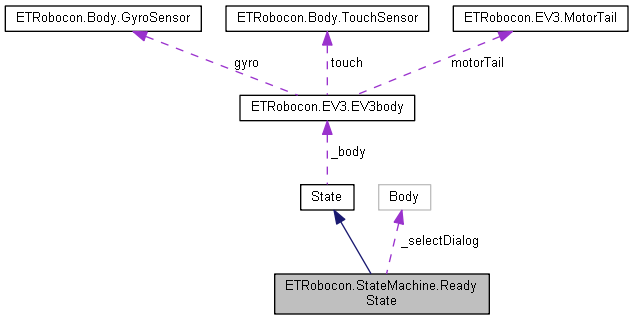 ETRobocon.Body.GyroSensor
ETRobocon.Body.TouchSensor
ETRobocon.EV3.MotorTail
gyro
touch
motorTail
ETRobocon.EV3.EV3body
_body
State
Body
_selectDialog
ETRobocon.StateMachine.Ready
State